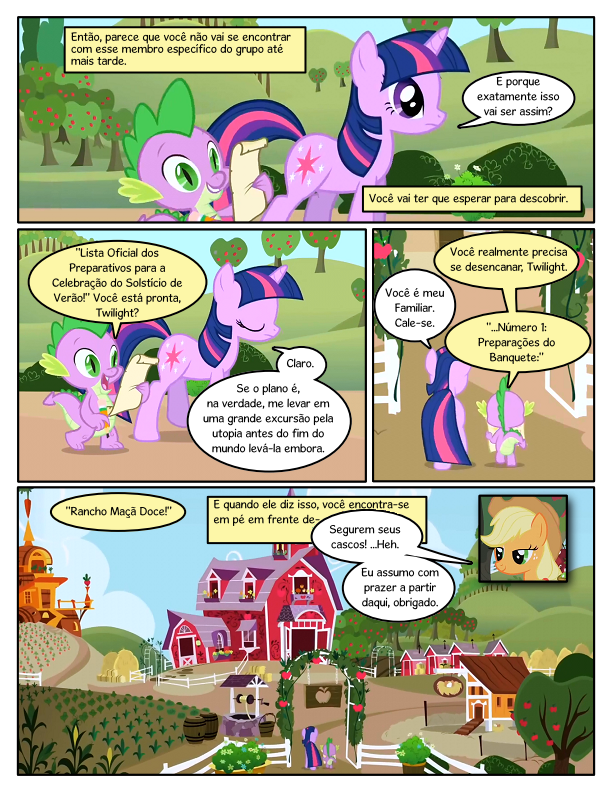 Então, parece que você não vai se encontrar
com esse membro específico do grupo até
mais tarde.
E porque
exatamente isso
vai ser assim?
Você vai ter que esperar para descobrir.
"Lista Oficial dos
Preparativos para a
Celebração do Solstício de
Verão!" Você está pronta,
Twilight?
Claro.
Se o plano é,
na verdade, me levar em
uma grande excursão pela
utopia antes do fim do
mundo levá-la embora.
Você realmente precisa
se desencanar, Twilight.
Você é meu
Familiar.
Cale-se.
"...Número 1:
Preparações do
Banquete:"
"Rancho Maçã Doce!"
E quando ele diz isso, você encontra-se
em pé em frente de-
Segurem seus
cascos! ...Heh.
Eu assumo com
prazer a partir
daqui, obrigado.